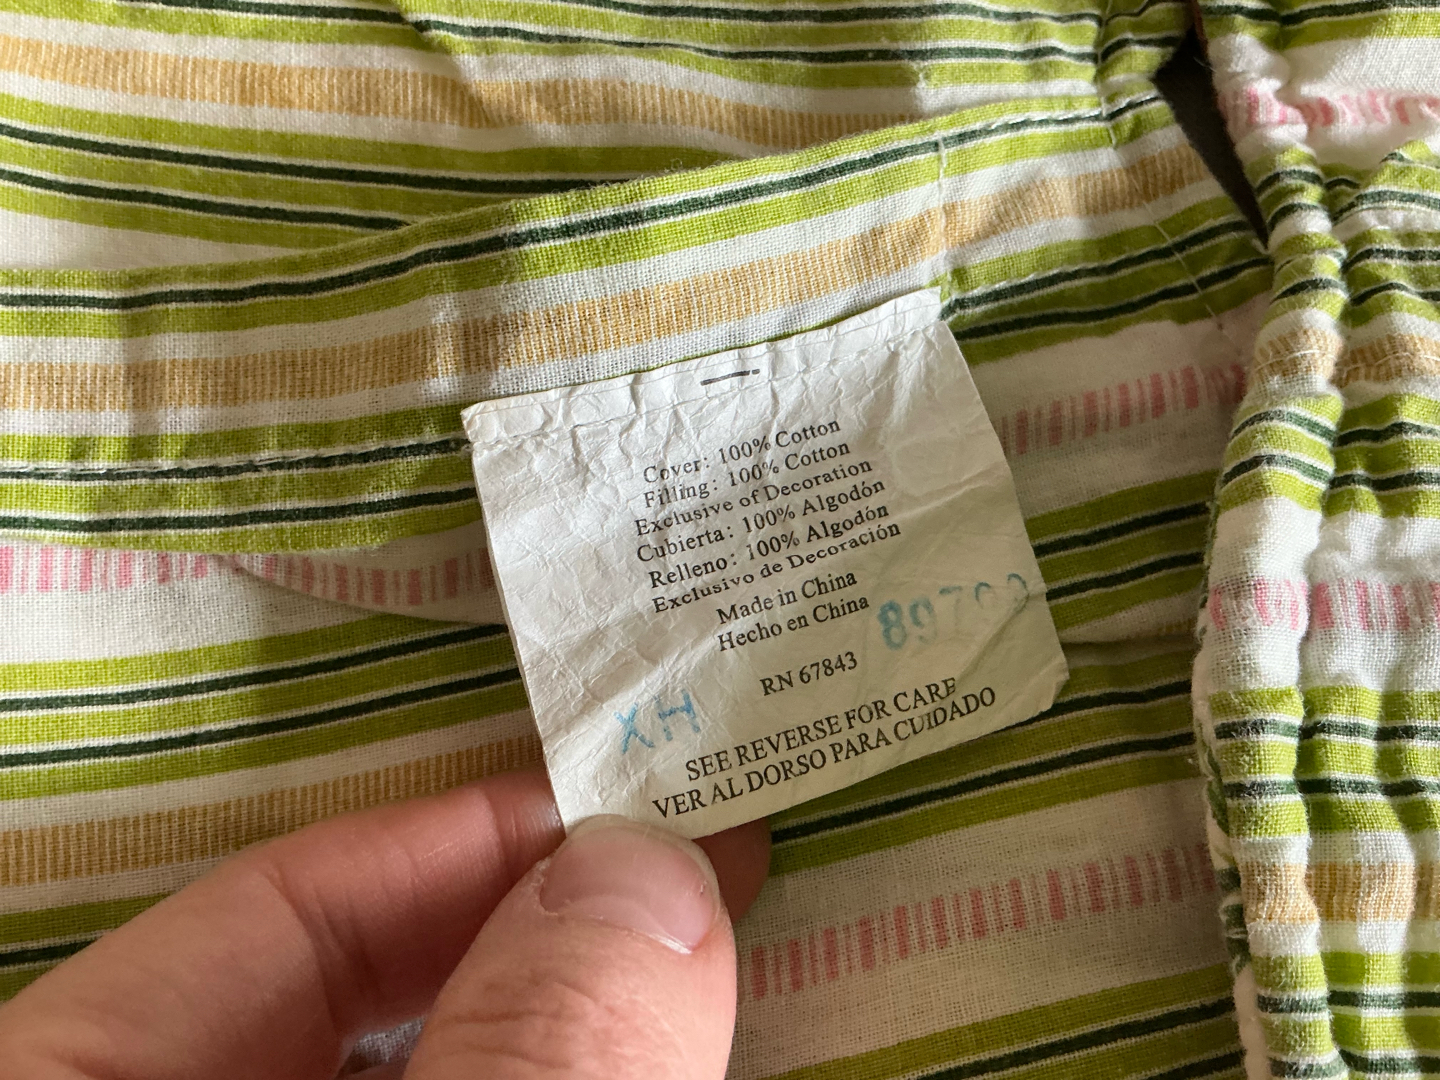 Cover: 100% Cotton
Filling: 100% Cotton
Exclusive of Decoration
Cubierta: 100% Algodón
Relleno: 100% Algodón
Exclusivo de Decoración
Made in China
Hecho en China
RN 67843
XH
SEE REVERSE FOR CARE
VER AL DORSO PARA CUIDADO